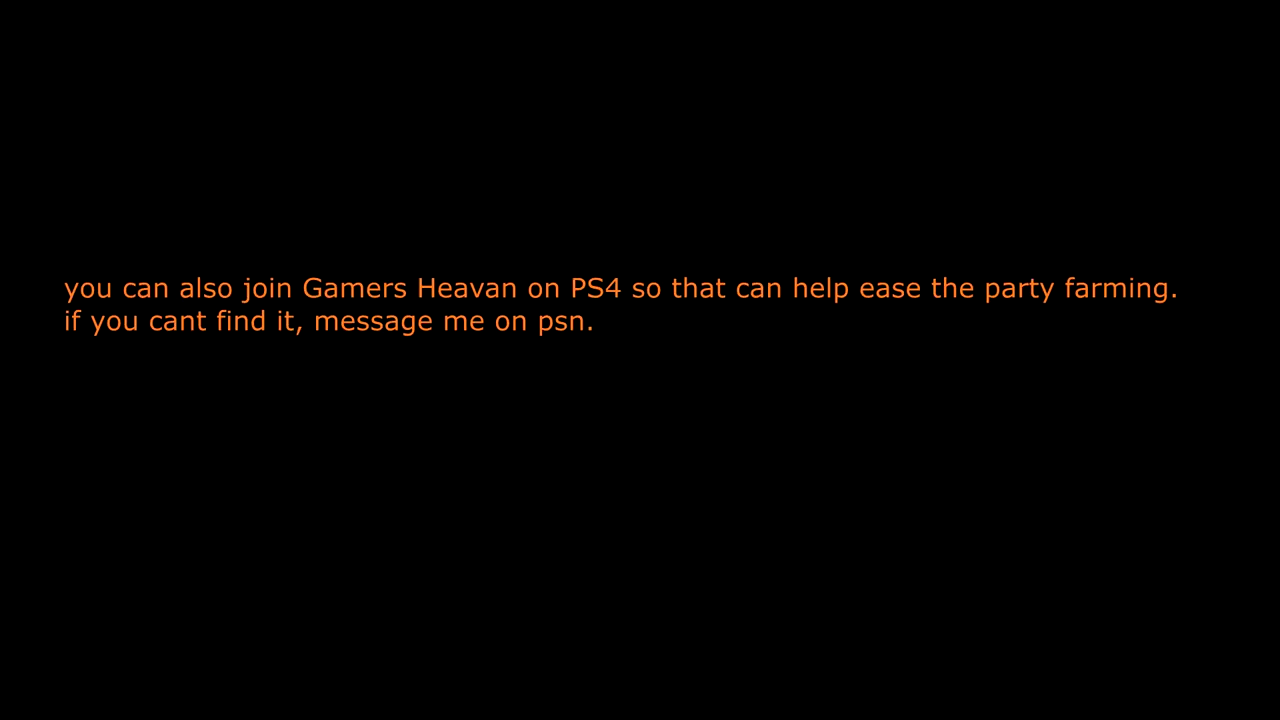 you can also join Gamers Heavan on PS4 so that can help ease the party farming.
if you cant find it, message me on psn.